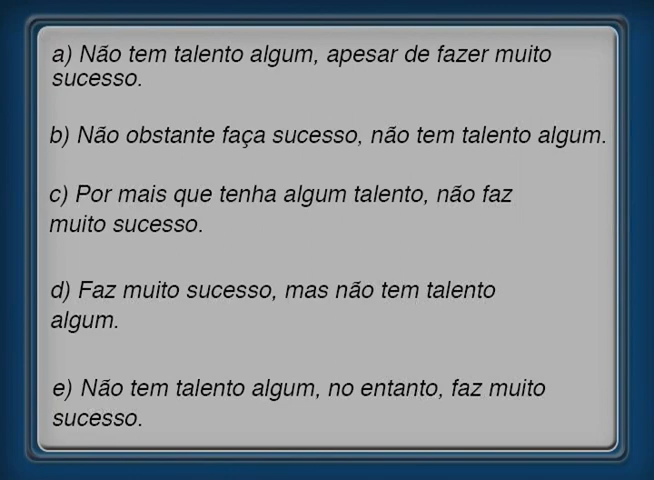 a) Não tem talento algum, apesar de fazer muito
sucesso.
b) Não obstante faça sucesso, não tem talento algum.
c) Por mais que tenha algum talento, não faz
muito sucesso.
d) Faz muito sucesso, mas não tem talento
algum.
e) Não tem talento algum, no entanto, faz muito
sucesso.